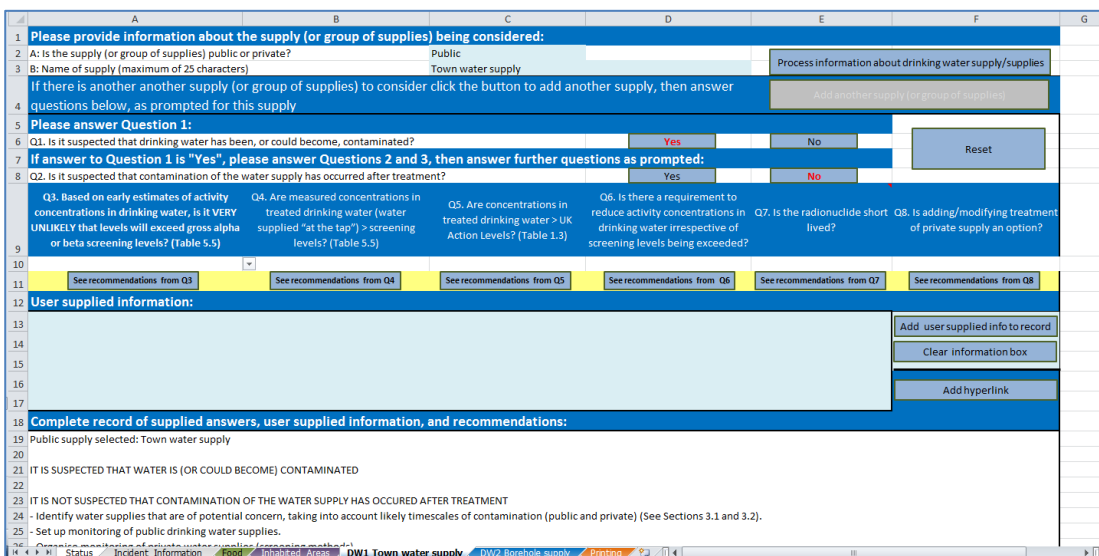 A B C D E F G
1 Please provide information about the supply (or group of supplies) being considered:
2 A: Is the supply (or group of supplies) public or private? Public
3 B: Name of supply (maximum of 25 characters) Town water supply
Process information about drinking water supply/supplies
If there is another another supply (or group of supplies) to consider click the button to add another supply, then answer
4 questions below, as prompted for this supply
Add another supply (or group of supplies)
5 Please answer Question 1:
6 Q1. Is it suspected that drinking water has been, or could become, contaminated? Yes No
Reset
7 If answer to Question 1 is "Yes", please answer Questions 2 and 3, then answer further questions as prompted:
8 Q2. Is it suspected that contamination of the water supply has occurred after treatment? Yes No
9
Q3. Based on early estimates of activity
concentrations in drinking water, is it VERY
UNLIKELY that levels will exceed gross alpha
or beta screening levels? (Table 5.5)
Q4. Are measured concentrations in
treated drinking water (water
supplied "at the tap") > screening
levels? (Table 5.5)
Q5. Are concentrations in
treated drinking water > UK
Action Levels? (Table 1.3)
Q6. Is there a requirement to
reduce activity concentrations in
drinking water irrespective of
screening levels being exceeded?
Q7. Is the radionuclide short
lived?
Q8. Is adding/modifying treatment
of private supply an option?
10
11 See recommendations from Q3 See recommendations from Q4 See recommendations from Q5 See recommendations from Q6 See recommendations from Q7 See recommendations from Q8
12 User supplied information:
13 Add user supplied info to record
14
Clear information box
15
16
Add hyperlink
17
18 Complete record of supplied answers, user supplied information, and recommendations:
19 Public supply selected: Town water supply
20
21 IT IS SUSPECTED THAT WATER IS (OR COULD BECOME) CONTAMINATED
22
23 IT IS NOT SUSPECTED THAT CONTAMINATION OF THE WATER SUPPLY HAS OCCURED AFTER TREATMENT
24 - Identify water supplies that are of potential concern, taking into account likely timescales of contamination (public and private) (See Sections 3.1 and 3.2).
25 - Set up monitoring of public drinking water supplies.
Status Incident Information Food Inhabited Areas DW1 Town water supply DW2 Borehole supply Printing